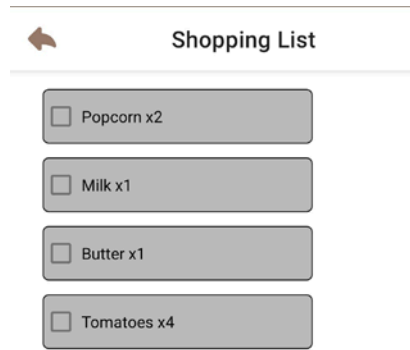 Shopping List
Popcorn x2
Milk x1
Butter x1
Tomatoes x4